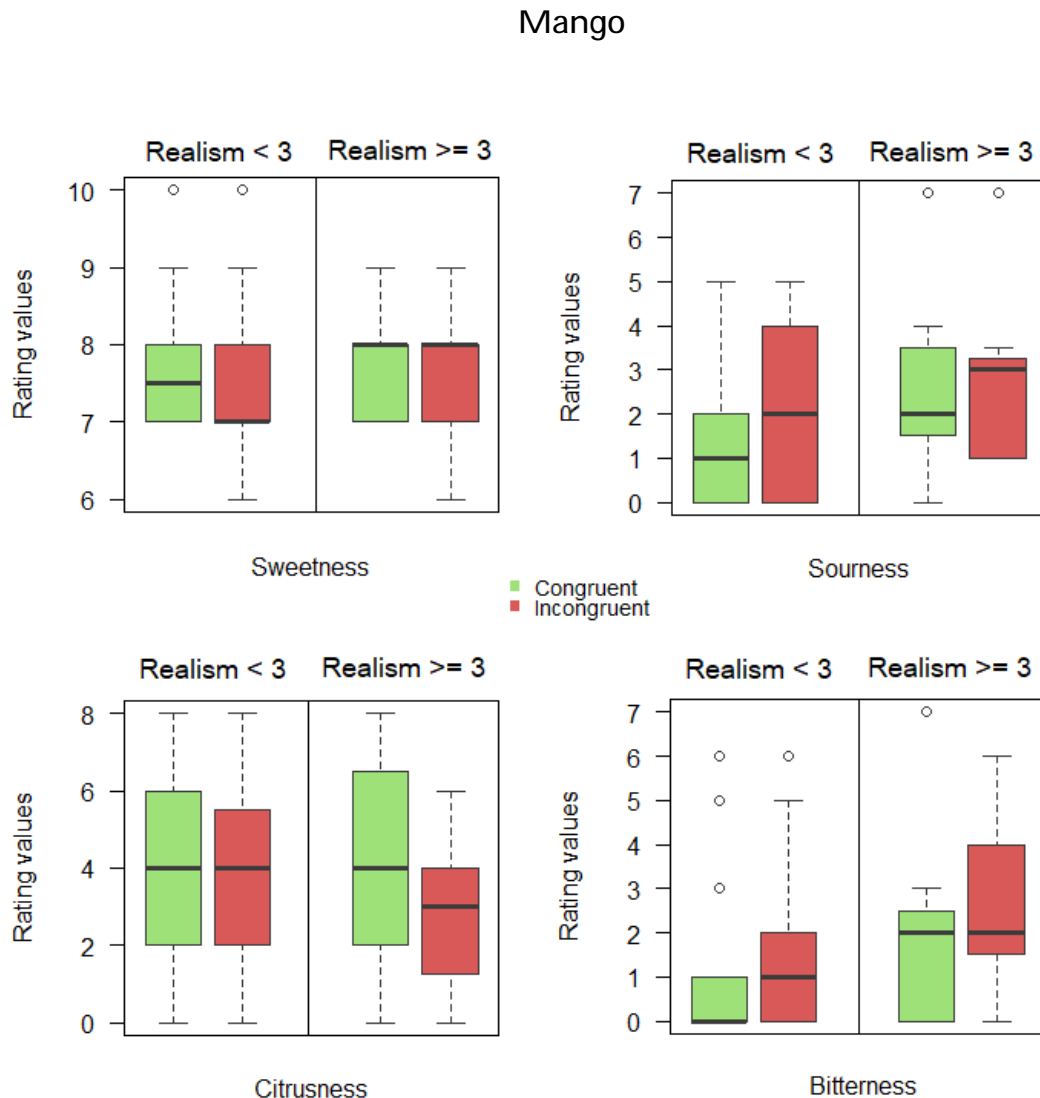 Mango
Realism < 3
Realism >= 3
Rating values
10
9
8
7
6
Sweetness
Realism < 3
Realism >= 3
Rating values
7
6
5
4
3
2
1
0
Sourness
Congruent
Incongruent
Realism < 3
Realism >= 3
Rating values
8
6
4
2
0
Citrusness
Realism < 3
Realism >= 3
Rating values
7
6
5
4
3
2
1
0
Bitterness